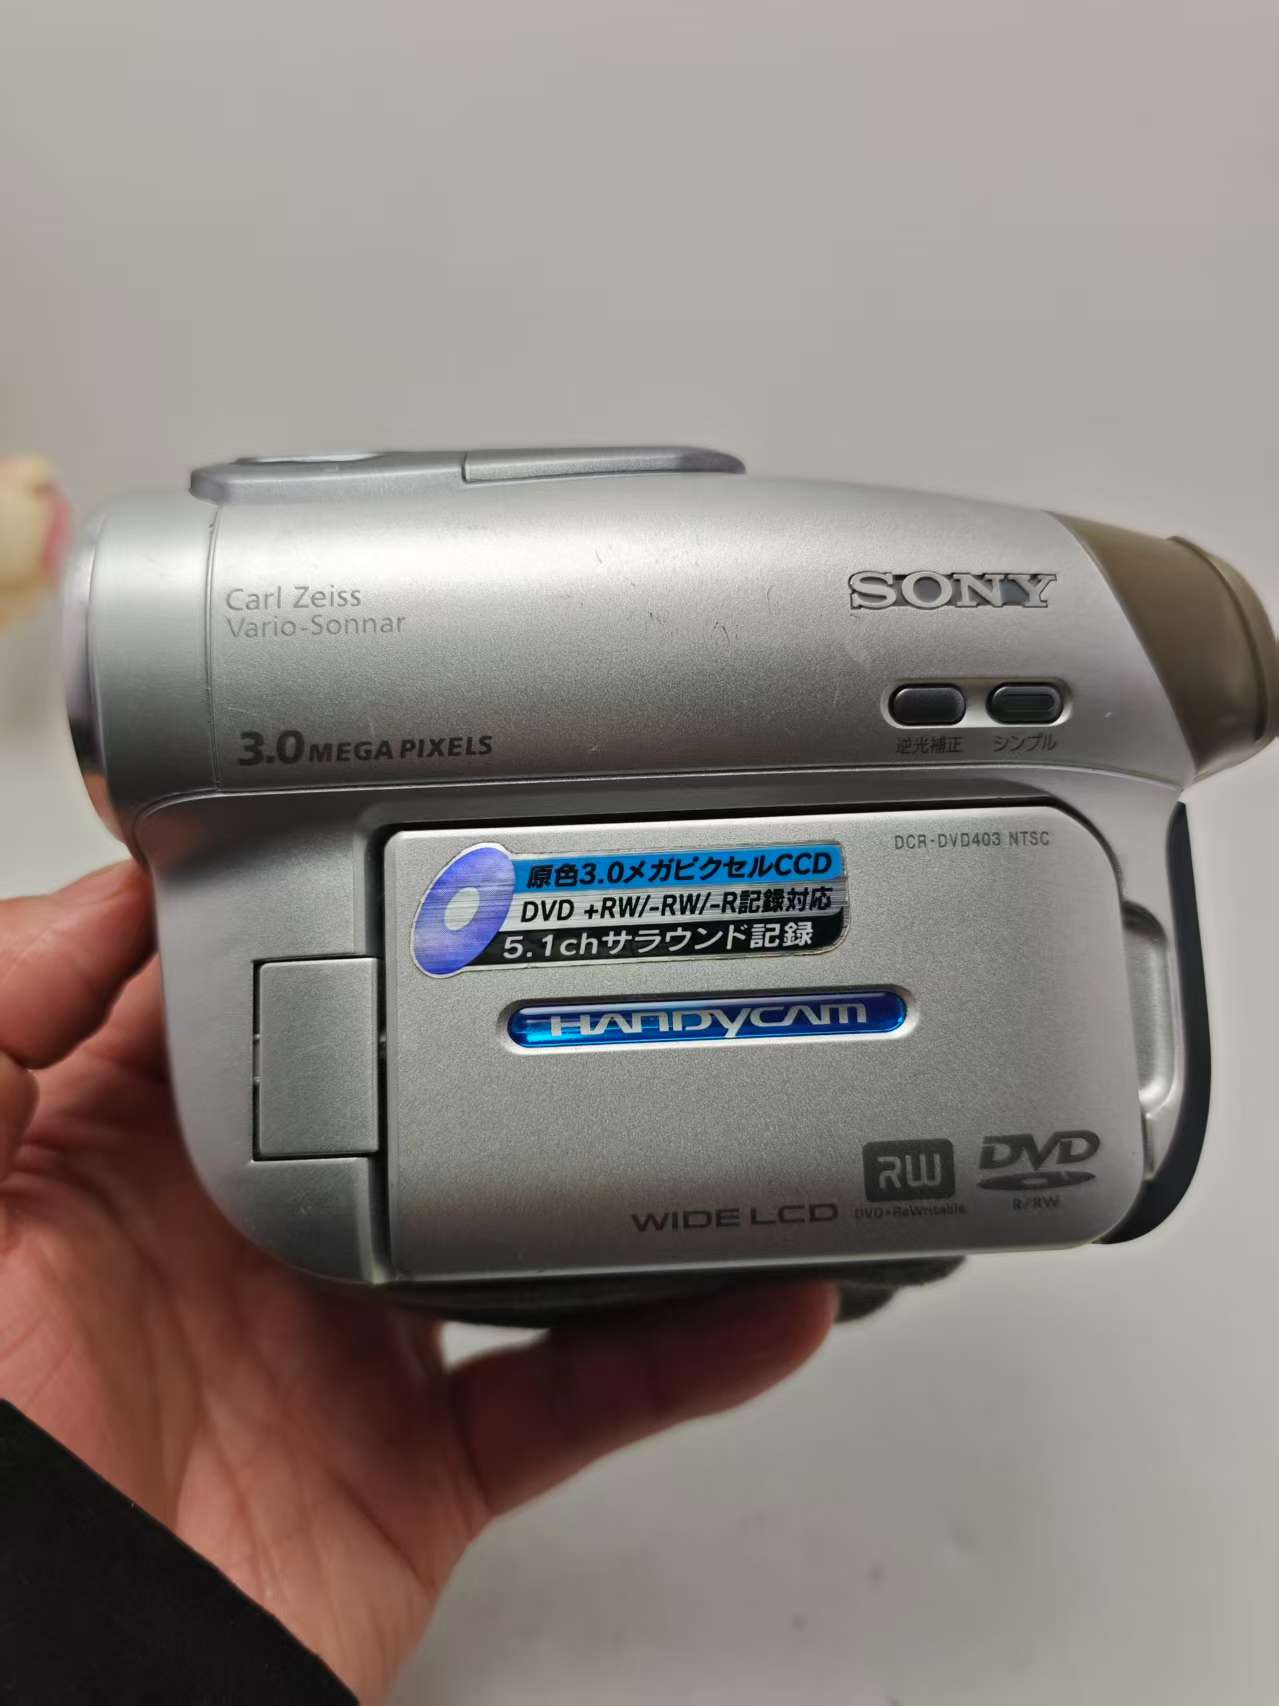 Carl Zeiss
Vario-Sonnar
SONY
3.0 MEGA PIXELS
逆光補正 シンプル
DCR-DVD403 NTSC
原色3.0メガピクセルCCD
DVD +RW/-RW/-R記録対応
5.1chサラウンド記録
HANDYCAM
WIDE LCD
RW
DVD+ReWritable
DVD
R/RW